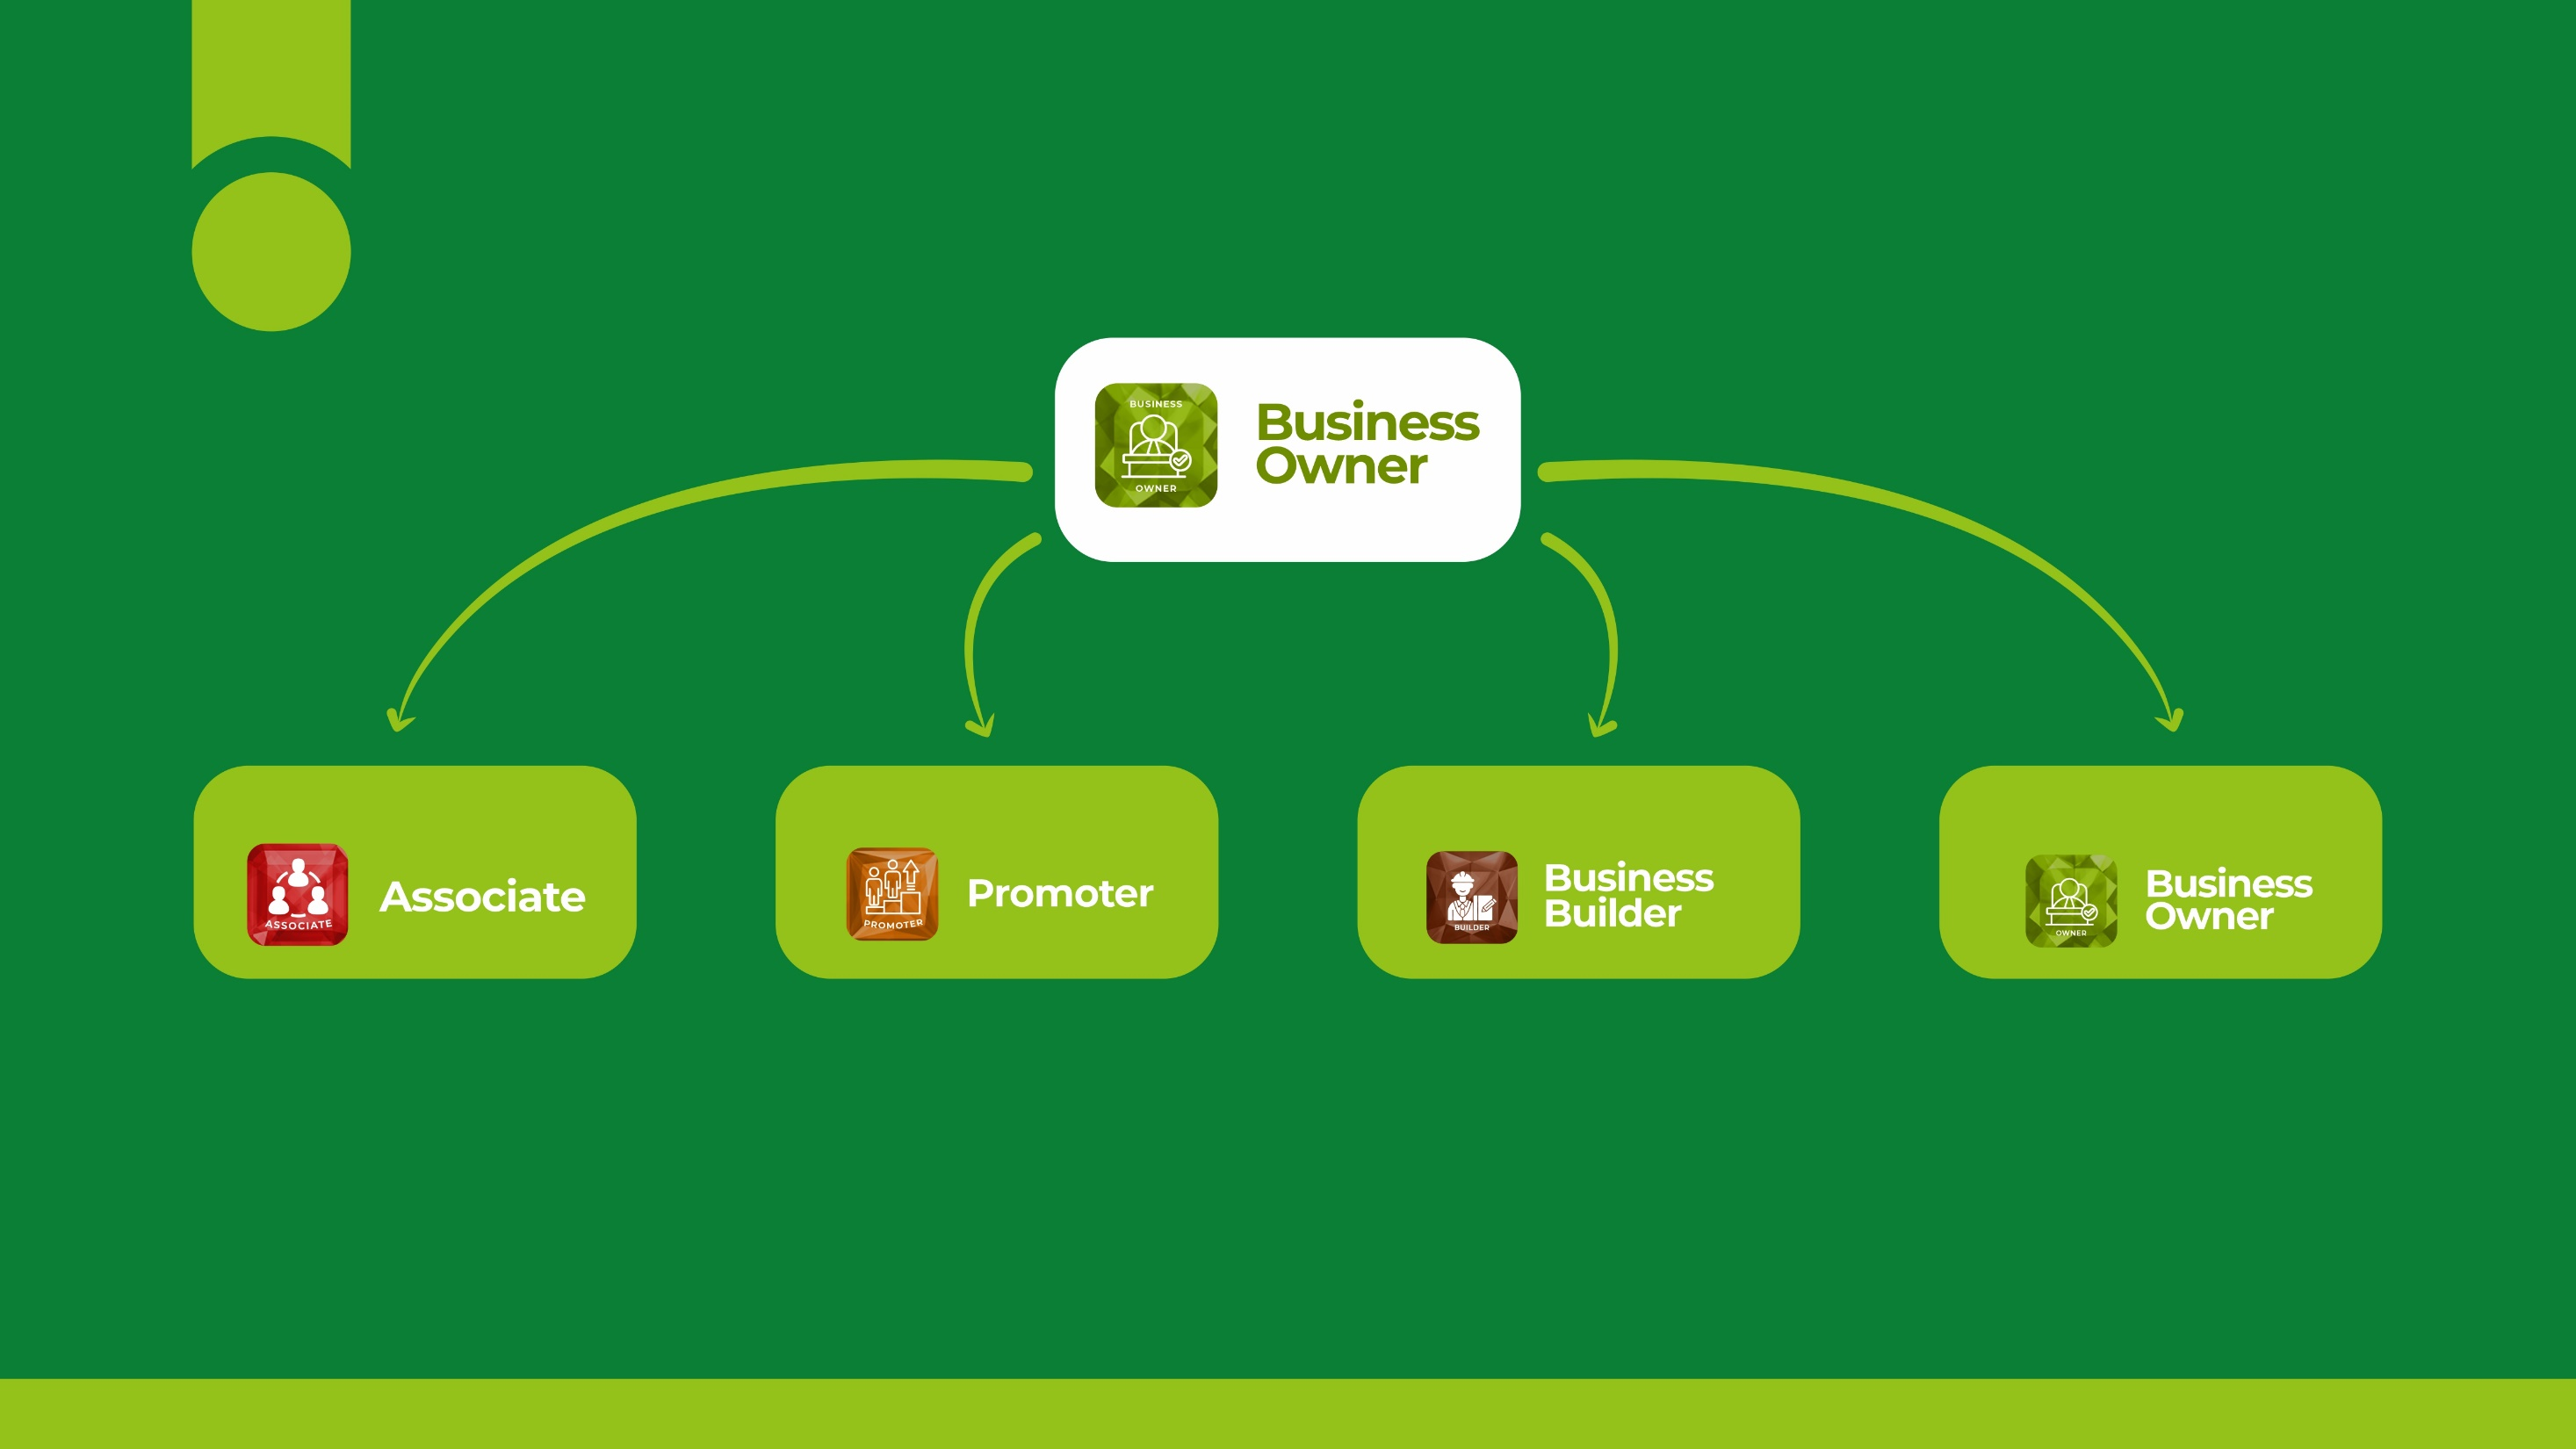 BUSINESS
OWNER
Business
Owner
ASSOCIATE
Associate
PROMOTER
Promoter
BUILDER
Business
Builder
OWNER
Business
Owner